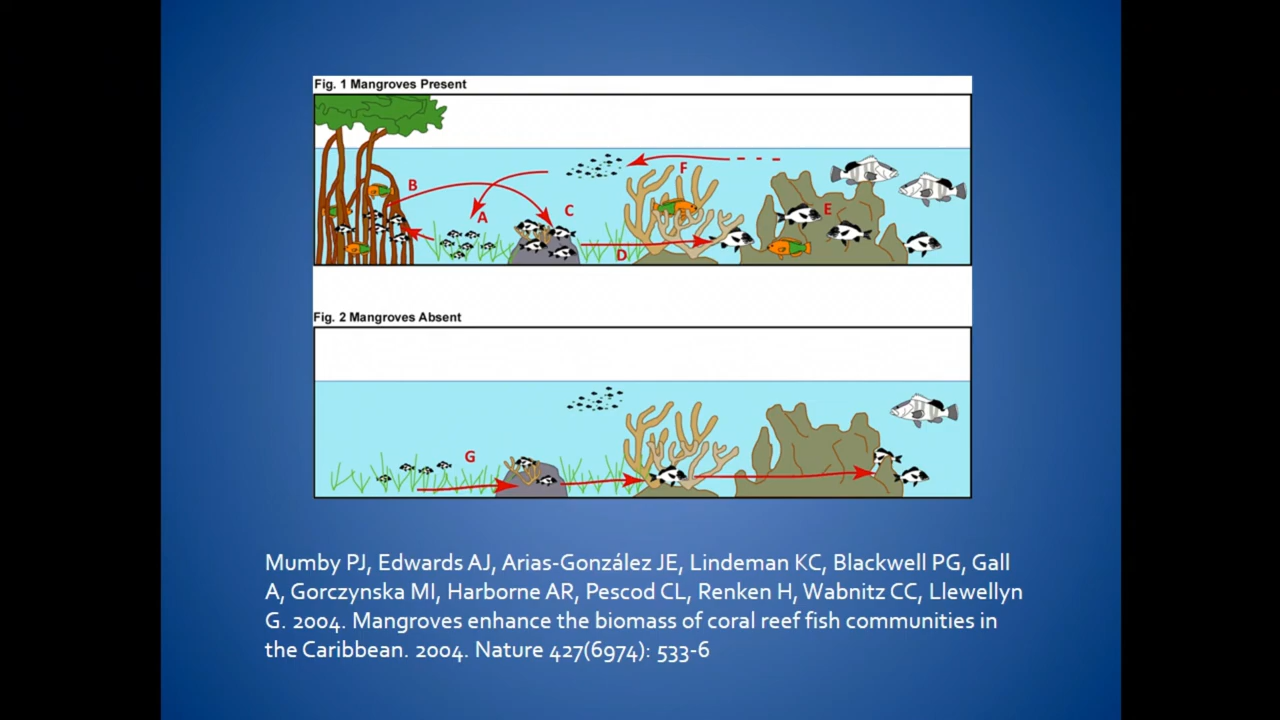 Fig. 1 Mangroves Present
F
B
A
C
E
D
Fig. 2 Mangroves Absent
G
Mumby PJ, Edwards AJ, Arias-González JE, Lindeman KC, Blackwell PG, Gall
A, Gorczynska MI, Harborne AR, Pescod CL, Renken H, Wabnitz CC, Llewellyn
G. 2004. Mangroves enhance the biomass of coral reef fish communities in
the Caribbean. 2004. Nature 427(6974): 533-6